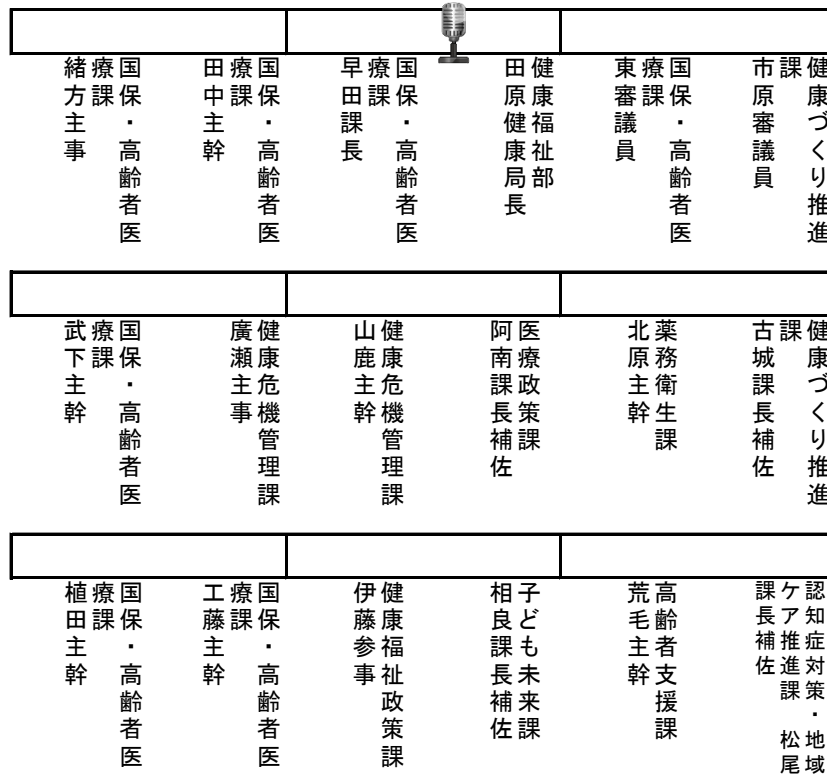 健康づくり推進
課
市原審議員
国保・高齢者医
療課
東審議員
健康福祉部
田原健康局長
国保・高齢者医
療課
早田課長
国保・高齢者医
療課
田中主幹
国保・高齢者医
療課
緒方主事
健康づくり推進
課
古城課長補佐
薬務衛生課
北原主幹
医療政策課
阿南課長補佐
健康危機管理課
山鹿主幹
健康危機管理課
廣瀬主事
国保・高齢者医
療課
武下主幹
認知症対策・地域
ケア推進課 松尾
課長補佐
高齢者支援課
荒毛主幹
子ども未来課
相良課長補佐
健康福祉政策課
伊藤参事
国保・高齢者医
療課
工藤主幹
国保・高齢者医
療課
植田主幹